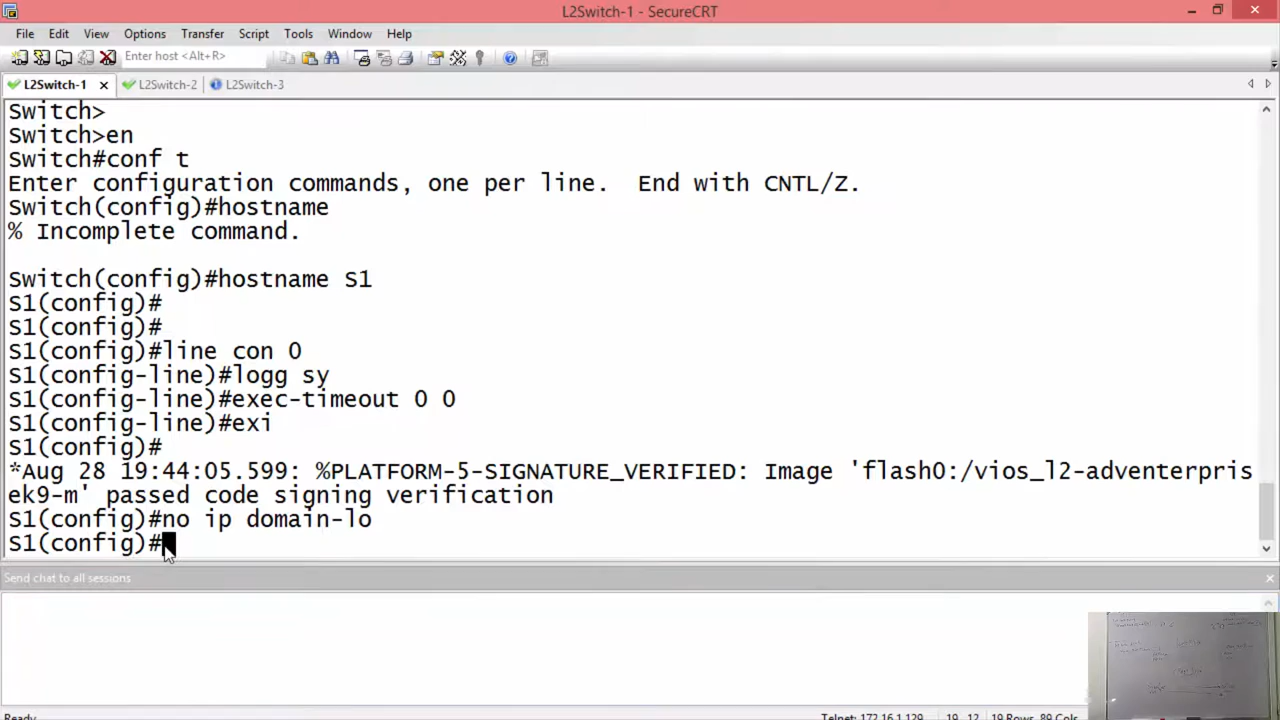 L2Switch-1 - SecureCRT
File Edit View Options Transfer Script Tools Window Help
Enter host <Alt+R>
L2Switch-1 L2Switch-2 L2Switch-3
Switch>
Switch>en
Switch#conf t
Enter configuration commands, one per line.  End with CNTL/Z.
Switch(config)#hostname
% Incomplete command.
Switch(config)#hostname S1
S1(config)#
S1(config)#
S1(config)#line con 0
S1(config-line)#logg sy
S1(config-line)#exec-timeout 0 0
S1(config-line)#exi
S1(config)#
*Aug 28 19:44:05.599: %PLATFORM-5-SIGNATURE_VERIFIED: Image 'flash0:/vios_l2-adventerpris
ek9-m' passed code signing verification
S1(config)#no ip domain-lo
S1(config)#
Send chat to all sessions
Ready Telnet: 172.16.1.129 19, 12 19 Rows, 89 Cols